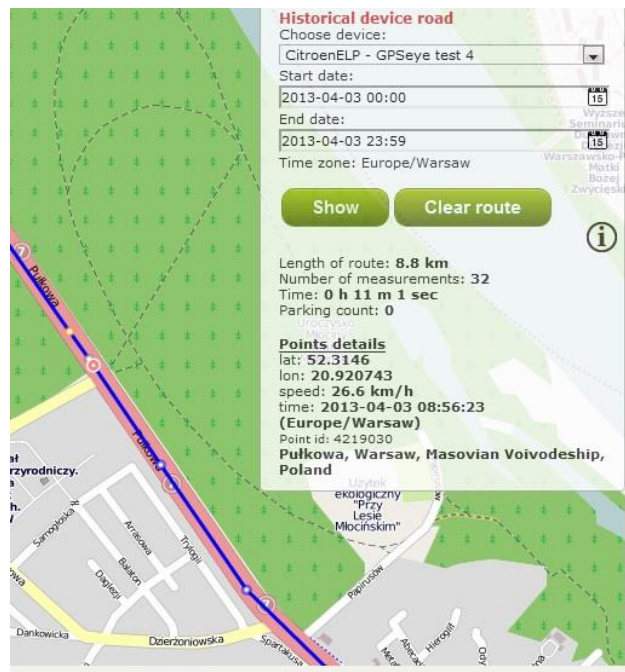 Historical device road
Choose device:
CitroenELP - GPSeye test 4
Start date:
2013-04-03 00:00
15
End date:
2013-04-03 23:59
15
Time zone: Europe/Warsaw
Show
Clear route
i
Length of route: 8.8 km
Number of measurements: 32
Time: 0 h 11 m 1 sec
Parking count: 0
Points details
lat: 52.3146
lon: 20.920743
speed: 26.6 km/h
time: 2013-04-03 08:56:23
(Europe/Warsaw)
Point id: 4219030
Pułkowa, Warsaw, Masovian Voivodeship,
Poland
Wyższe
Warszawsko-
Matki
Bożej
Uroczysko
Pułkowa
Pułkowa
Użytek
ekologiczny
"Przy
Lesie
Młocińskim"
rzyrodniczy.
Samogłoska
Arrasowa
Balaton
Trylogii
Papirusów
Dankowicka
Dzierżoniowska
Spartakusa
Hieroglif